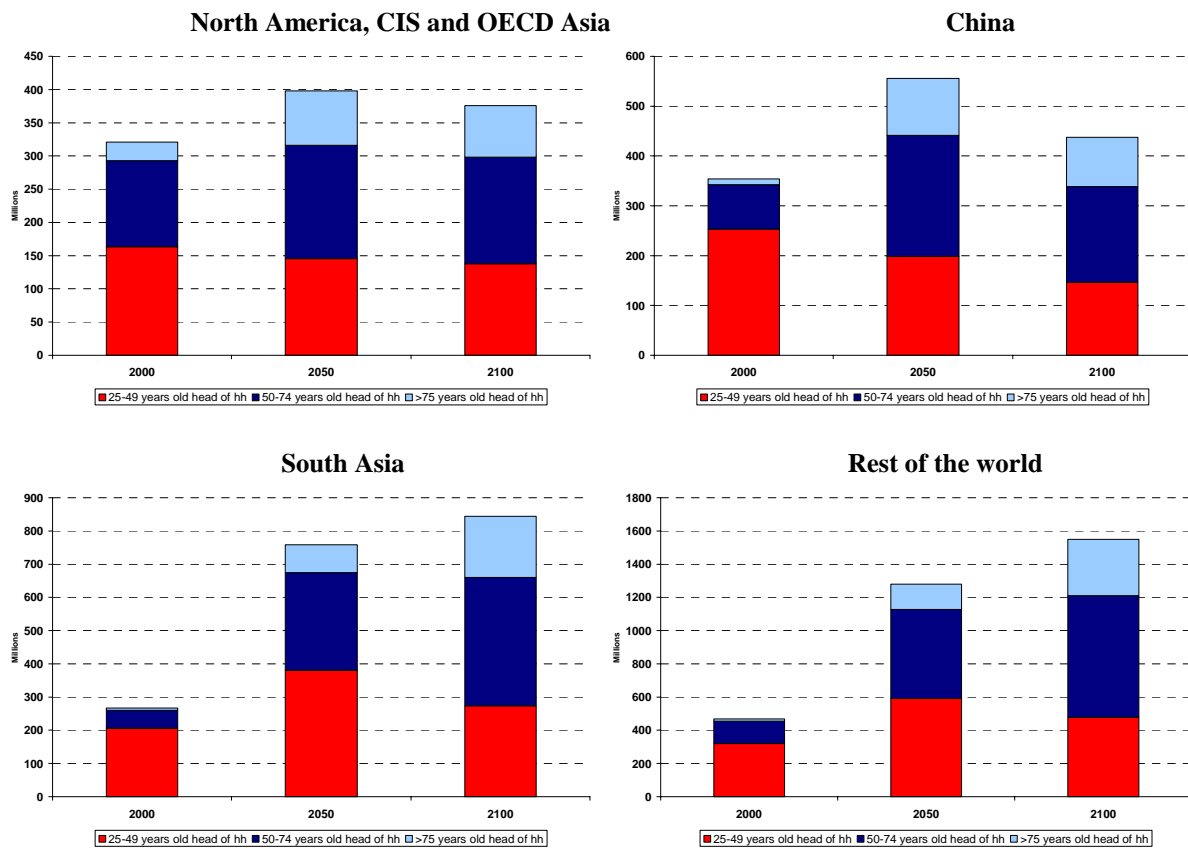 North America, CIS and OECD Asia
450
400
350
300
250
200
150
100
50
0
Millions
2000 2050 2100
25-49 years old head of hh 50-74 years old head of hh >75 years old head of hh
China
600
500
400
300
200
100
0
Millions
2000 2050 2100
25-49 years old head of hh 50-74 years old head of hh >75 years old head of hh
South Asia
900
800
700
600
500
400
300
200
100
0
Millions
2000 2050 2100
25-49 years old head of hh 50-74 years old head of hh >75 years old head of hh
Rest of the world
1800
1600
1400
1200
1000
800
600
400
200
0
Millions
2000 2050 2100
25-49 years old head of hh 50-74 years old head of hh >75 years old head of hh